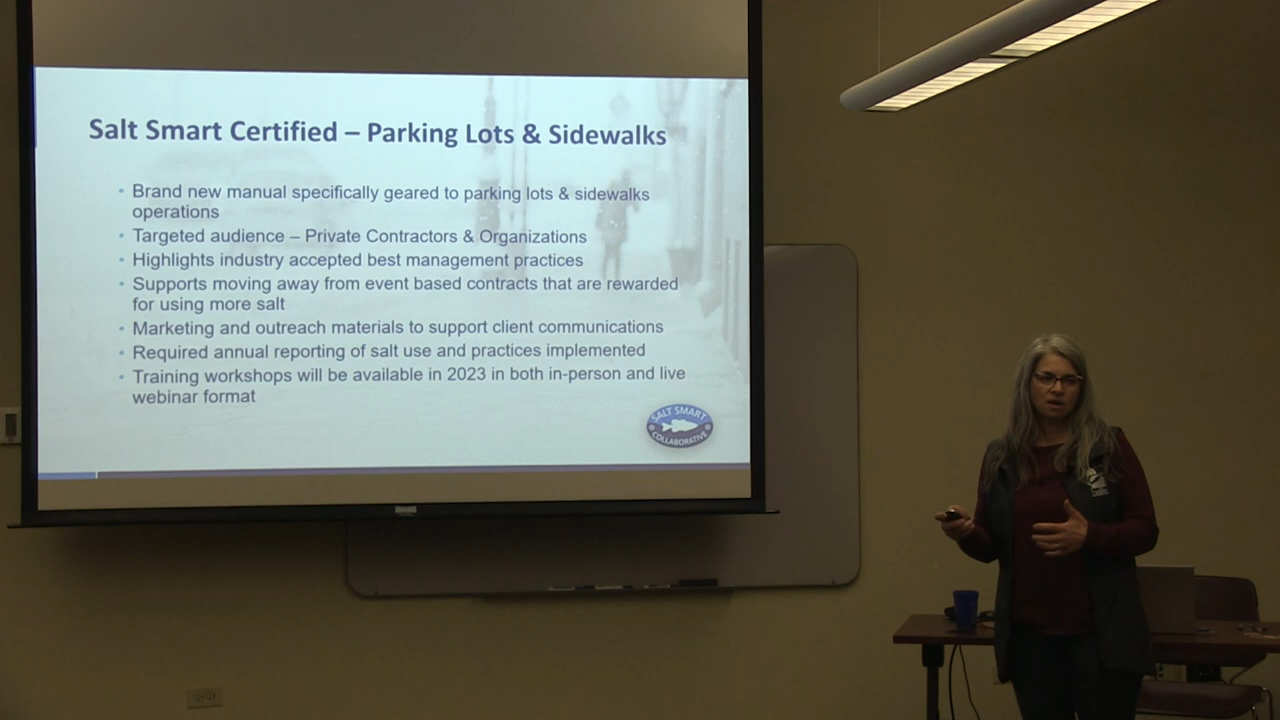 Salt Smart Certified – Parking Lots & Sidewalks
• Brand new manual specifically geared to parking lots & sidewalks
operations
• Targeted audience – Private Contractors & Organizations
• Highlights industry accepted best management practices
• Supports moving away from event based contracts that are rewarded
for using more salt
• Marketing and outreach materials to support client communications
• Required annual reporting of salt use and practices implemented
• Training workshops will be available in 2023 in both in-person and live
webinar format
SALT SMART
COLLABORATIVE